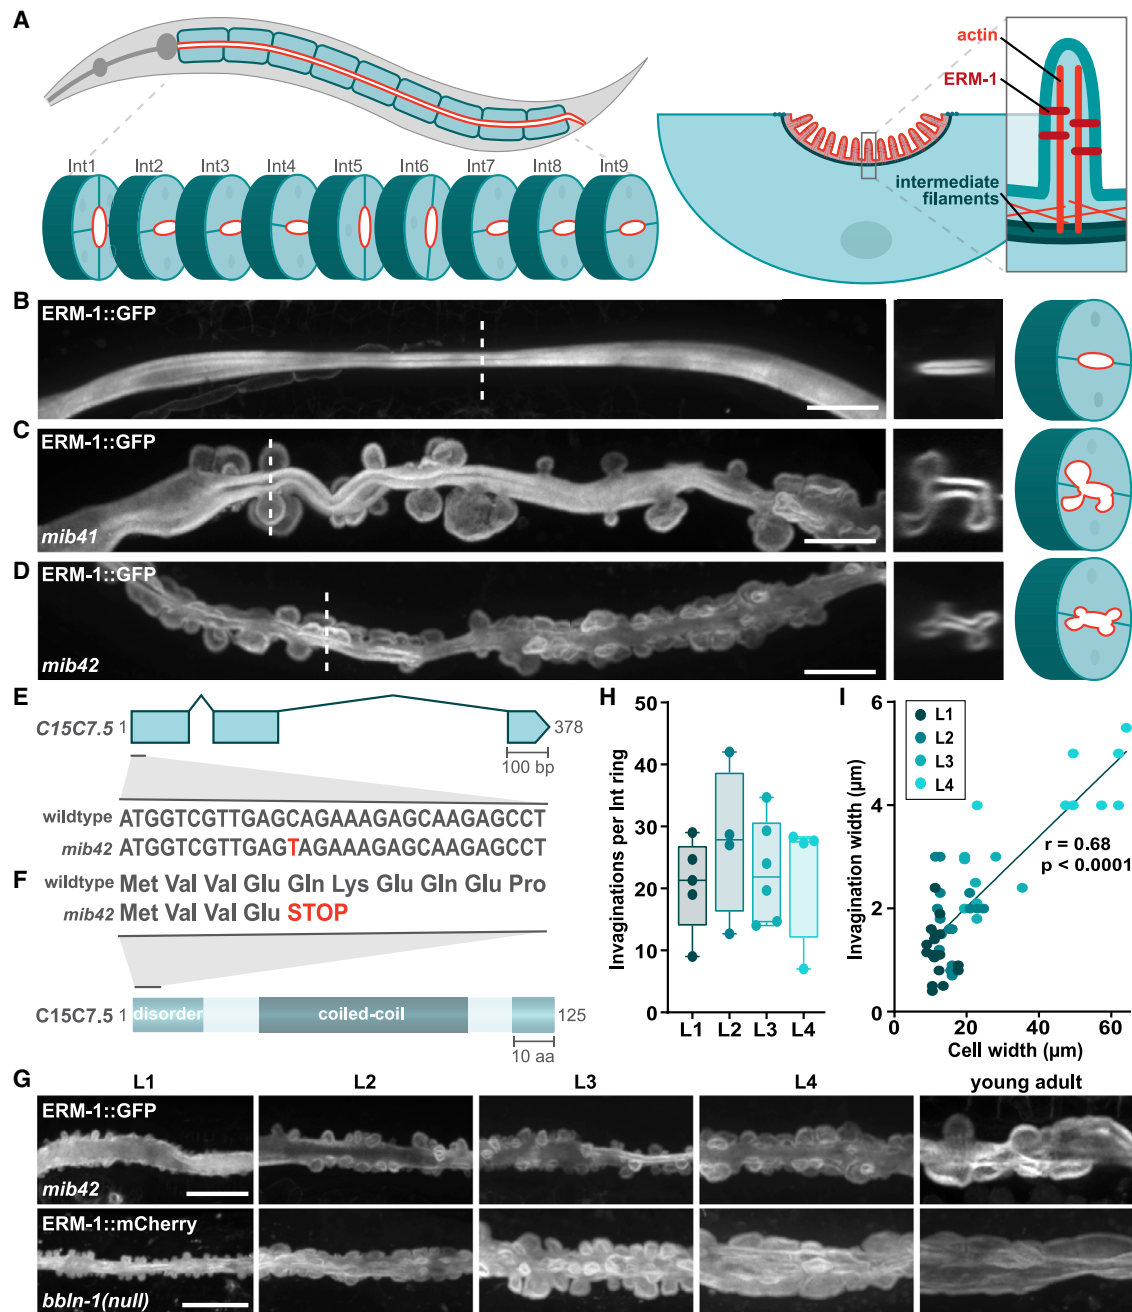 A
Int1 Int2 Int3 Int4 Int5 Int6 Int7 Int8 Int9
actin
ERM-1
intermediate
filaments
B
ERM-1::GFP
C
ERM-1::GFP
mib41
D
ERM-1::GFP
mib42
E
C15C7.5 1 378
100 bp
wildtype ATGGTCGTTGAGCAGAAAGAGCAAGAGCCT
mib42 ATGGTCGTTGAGTAGAAAGAGCAAGAGCCT
F
wildtype Met Val Val Glu Gln Lys Glu Gln Glu Pro
mib42 Met Val Val Glu STOP
C15C7.5 1 disorder coiled-coil 125
10 aa
H
Invaginations per Int ring
50
40
30
20
10
0
L1 L2 L3 L4
I
Invagination width (µm)
6
4
2
0
L1
L2
L3
L4
r = 0.68
p < 0.0001
0 20 40 60
Cell width (µm)
G
L1 L2 L3 L4 young adult
ERM-1::GFP
mib42
ERM-1::mCherry
bbln-1(null)